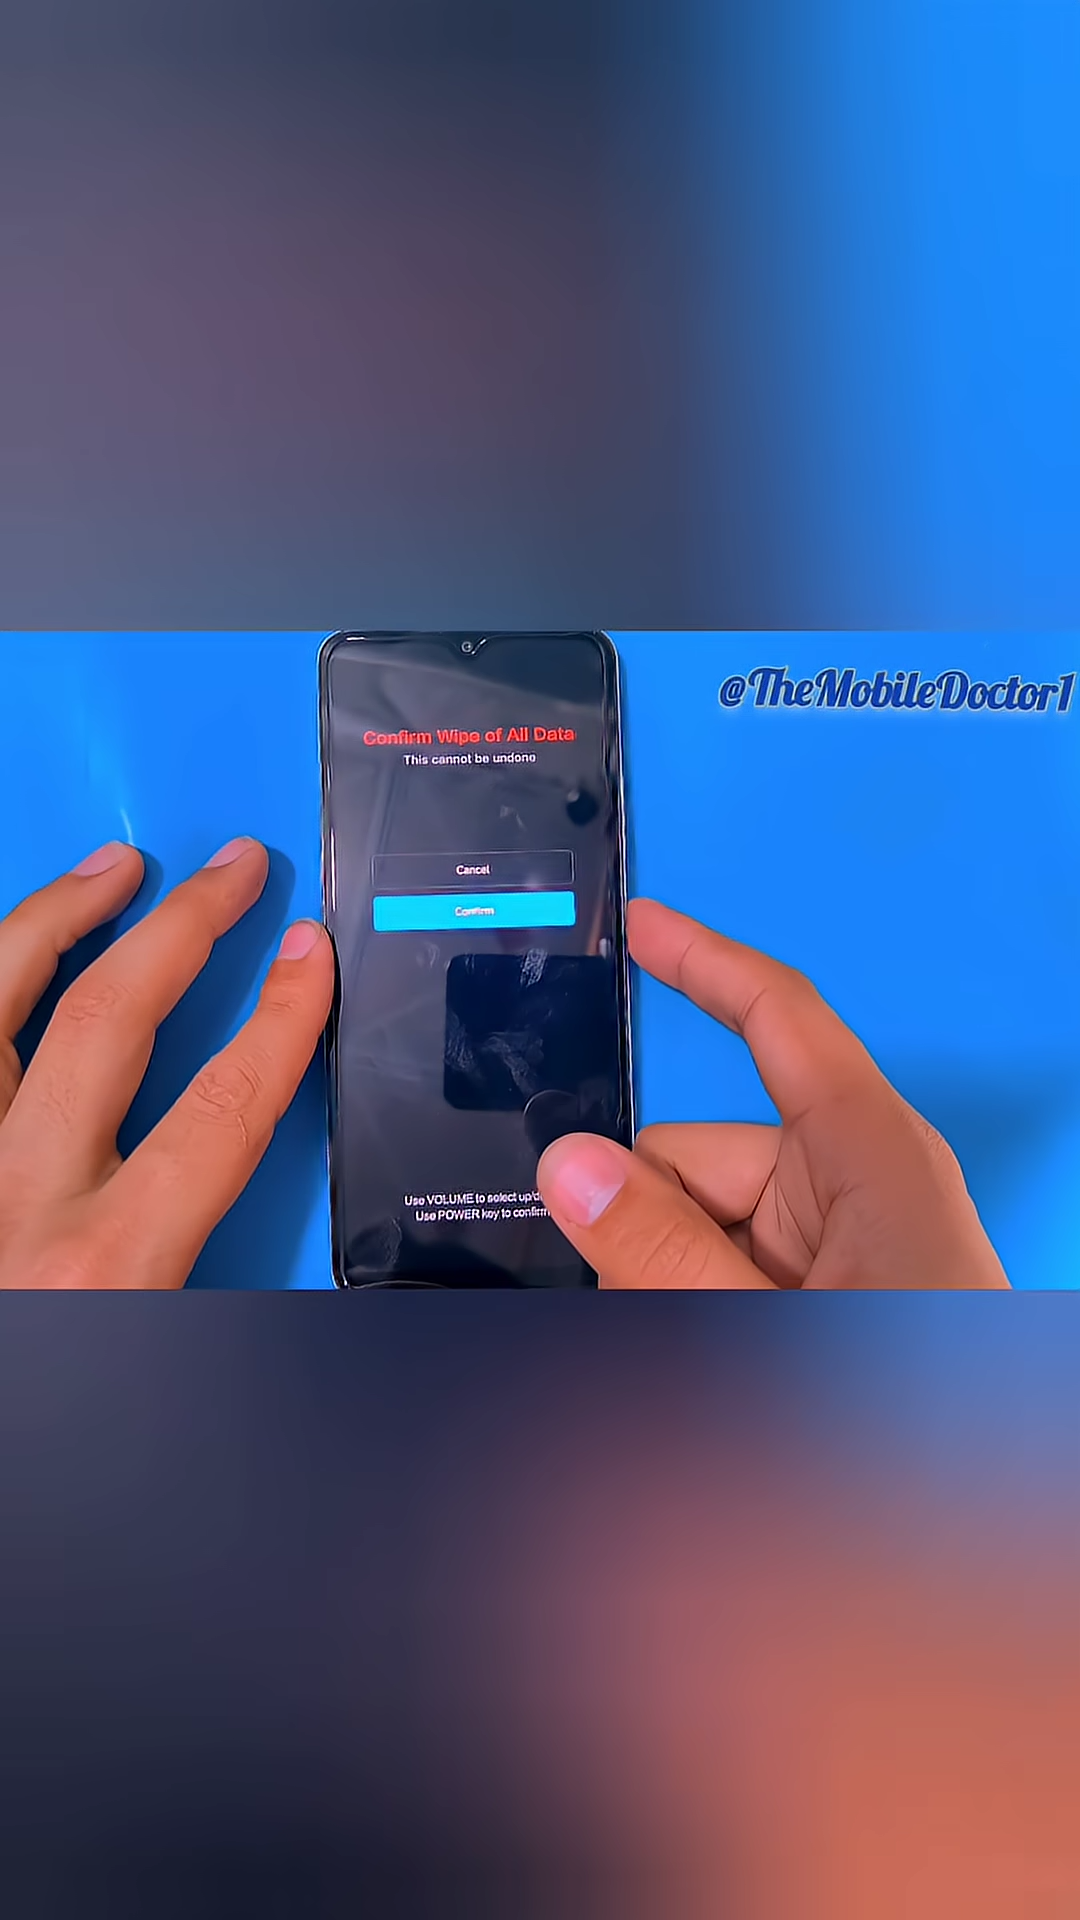 @TheMobileDoctor1
Confirm Wipe of All Data
This cannot be undone
Cancel
Confirm
Use VOLUME to select up/d
Use POWER key to confirm